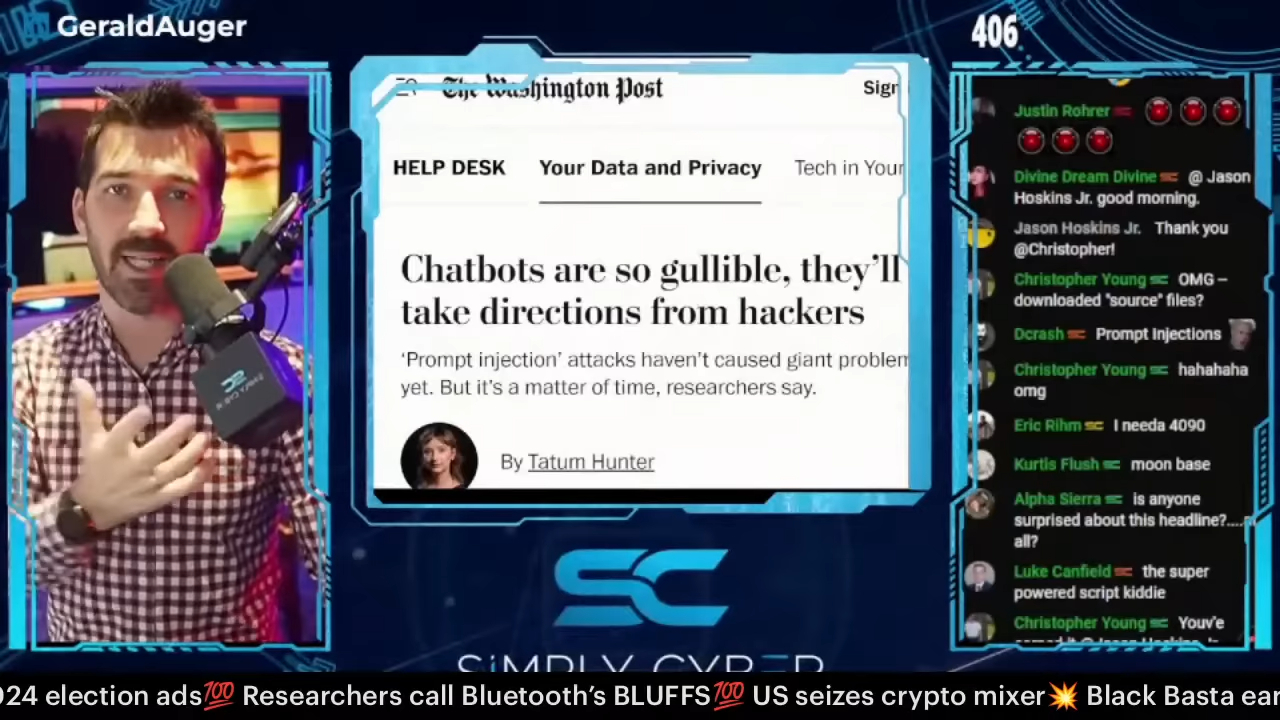 GeraldAuger
406
The Washington Post
Sign
HELP DESK
Your Data and Privacy
Tech in Your
Chatbots are so gullible, they'll
take directions from hackers
'Prompt injection' attacks haven't caused giant problem
yet. But it's a matter of time, researchers say.
By Tatum Hunter
Justin Rohrer
Divine Dream Divine @ Jason
Hoskins Jr. good morning.
Jason Hoskins Jr. Thank you
@Christopher!
Christopher Young OMG –
downloaded "source" files?
Dcrash Prompt Injections
Christopher Young hahahaha
omg
Eric Rihm I needa 4090
Kurtis Flush moon base
Alpha Sierra is anyone
surprised about this headline?.....
all?
Luke Canfield the super
powered script kiddie
Christopher Young Youv'e
SC
SIMPLY CYBER
024 election ads💯 Researchers call Bluetooth's BLUFFS💯 US seizes crypto mixer💥 Black Basta ear